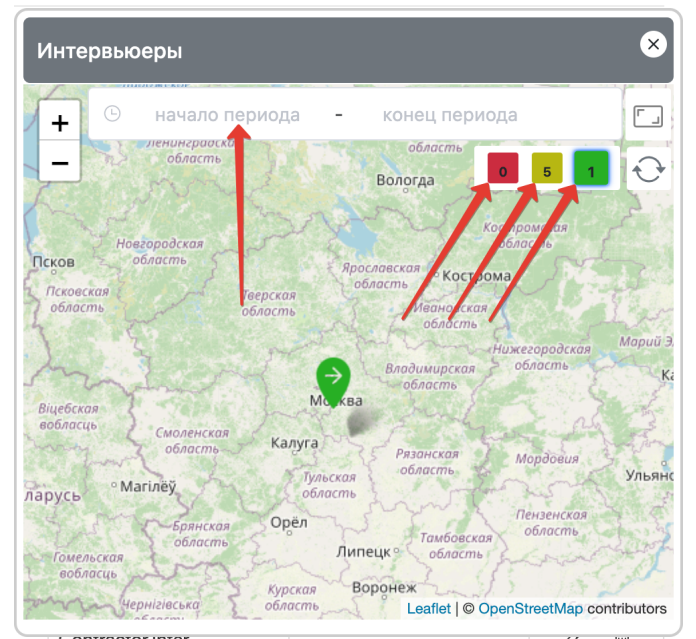 Интервьюеры
+
начало периода - конец периода
−
область
область
0 5 1
Вологда
Новгородская
область
Псков
Ярославская
область
Кострома
Псковская
область
Тверская
область
Ивановская
область
Нижегородская
область
Марий Э
Владимирская
область
Москва
Віцебская
вобласць
Смоленская
область
Калуга
Рязанская
область
Мордовия
Тульская
область
Ульяно
Магілёў
ларусь
Брянская
область
Орёл
Пензенская
область
Тамбовская
область
Липецк
Гомельская
вобласць
Курская
область
Воронеж
Чернігівська
Leaflet | © OpenStreetMap contributors